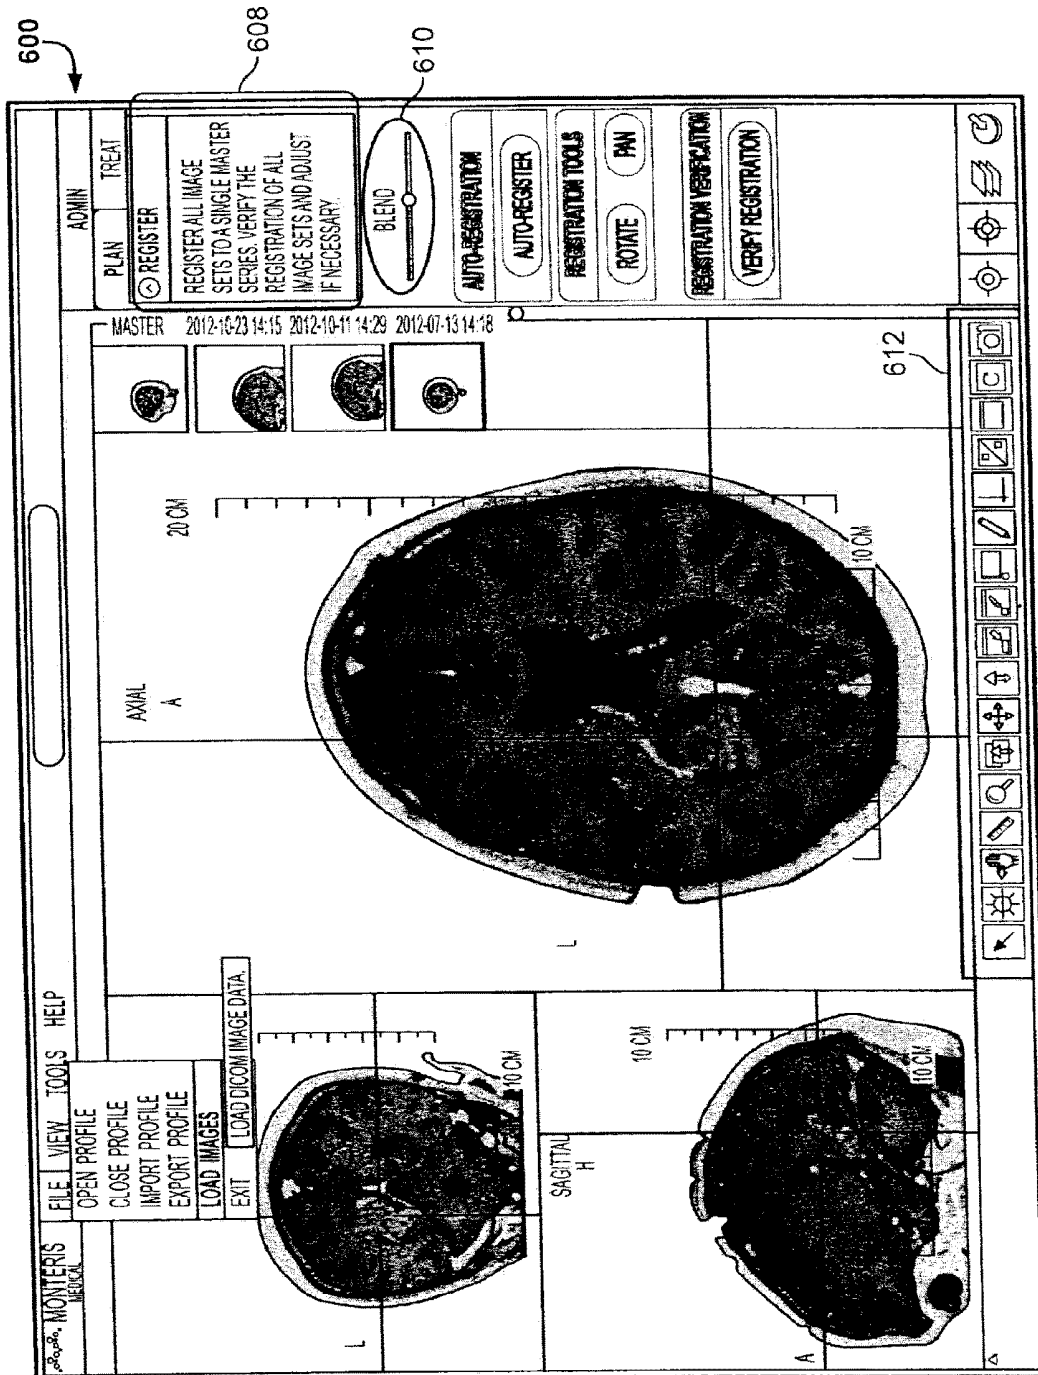 600
MONTERIS
MEDICAL
FILE VIEW TOOLS HELP
OPEN PROFILE
CLOSE PROFILE
IMPORT PROFILE
EXPORT PROFILE
LOAD IMAGES
EXIT
LOAD DICOM IMAGE DATA.
L
10 CM
SAGITTAL
H
10 CM
10 CM
A
AXIAL
A
20 CM
10 CM
L
MASTER
2012-10-23 14:15
2012-10-11 14:29
2012-07-13 14:18
ADMIN
PLAN TREAT
REGISTER
REGISTER ALL IMAGE
SETS TO A SINGLE MASTER
SERIES. VERIFY THE
REGISTRATION OF ALL
IMAGE SETS AND ADJUST
IF NECESSARY.
608
BLEND
610
AUTO-REGISTRATION
AUTO-REGISTER
REGISTRATION TOOLS
ROTATE PAN
REGISTRATION VERIFICATION
VERIFY REGISTRATION
612
C